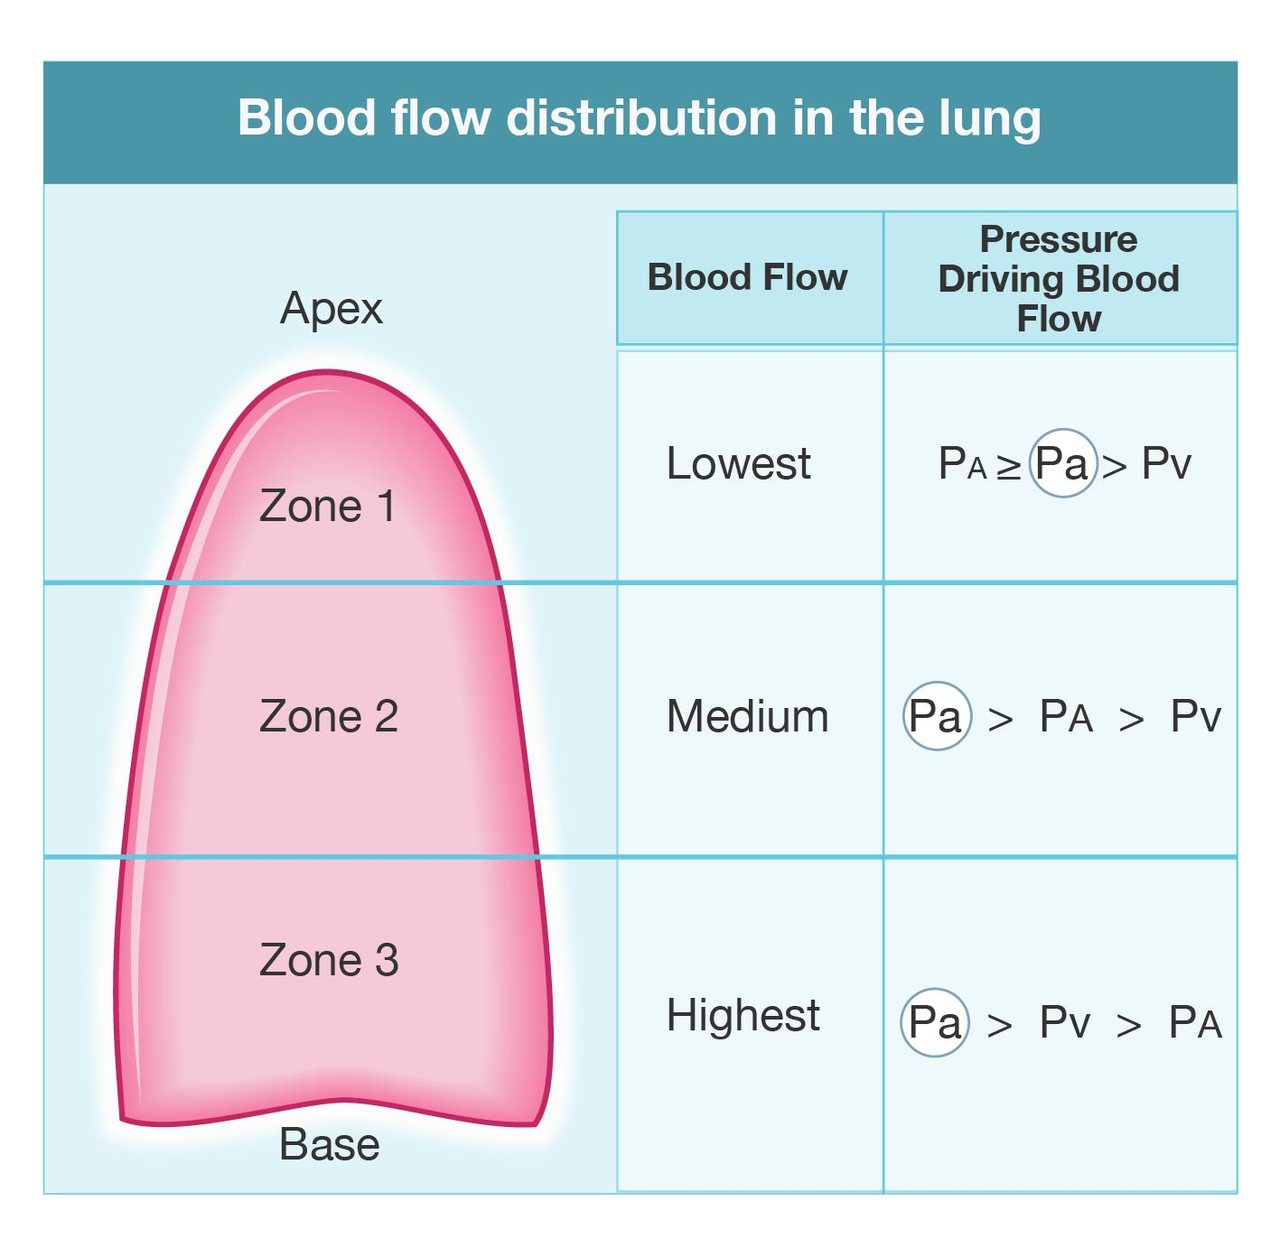 Blood flow distribution in the lung
Blood Flow
Pressure
Driving Blood
Flow
Apex
Zone 1
Lowest
PA ≥ Pa > Pv
Zone 2
Medium
Pa > PA > Pv
Zone 3
Highest
Pa > Pv > PA
Base